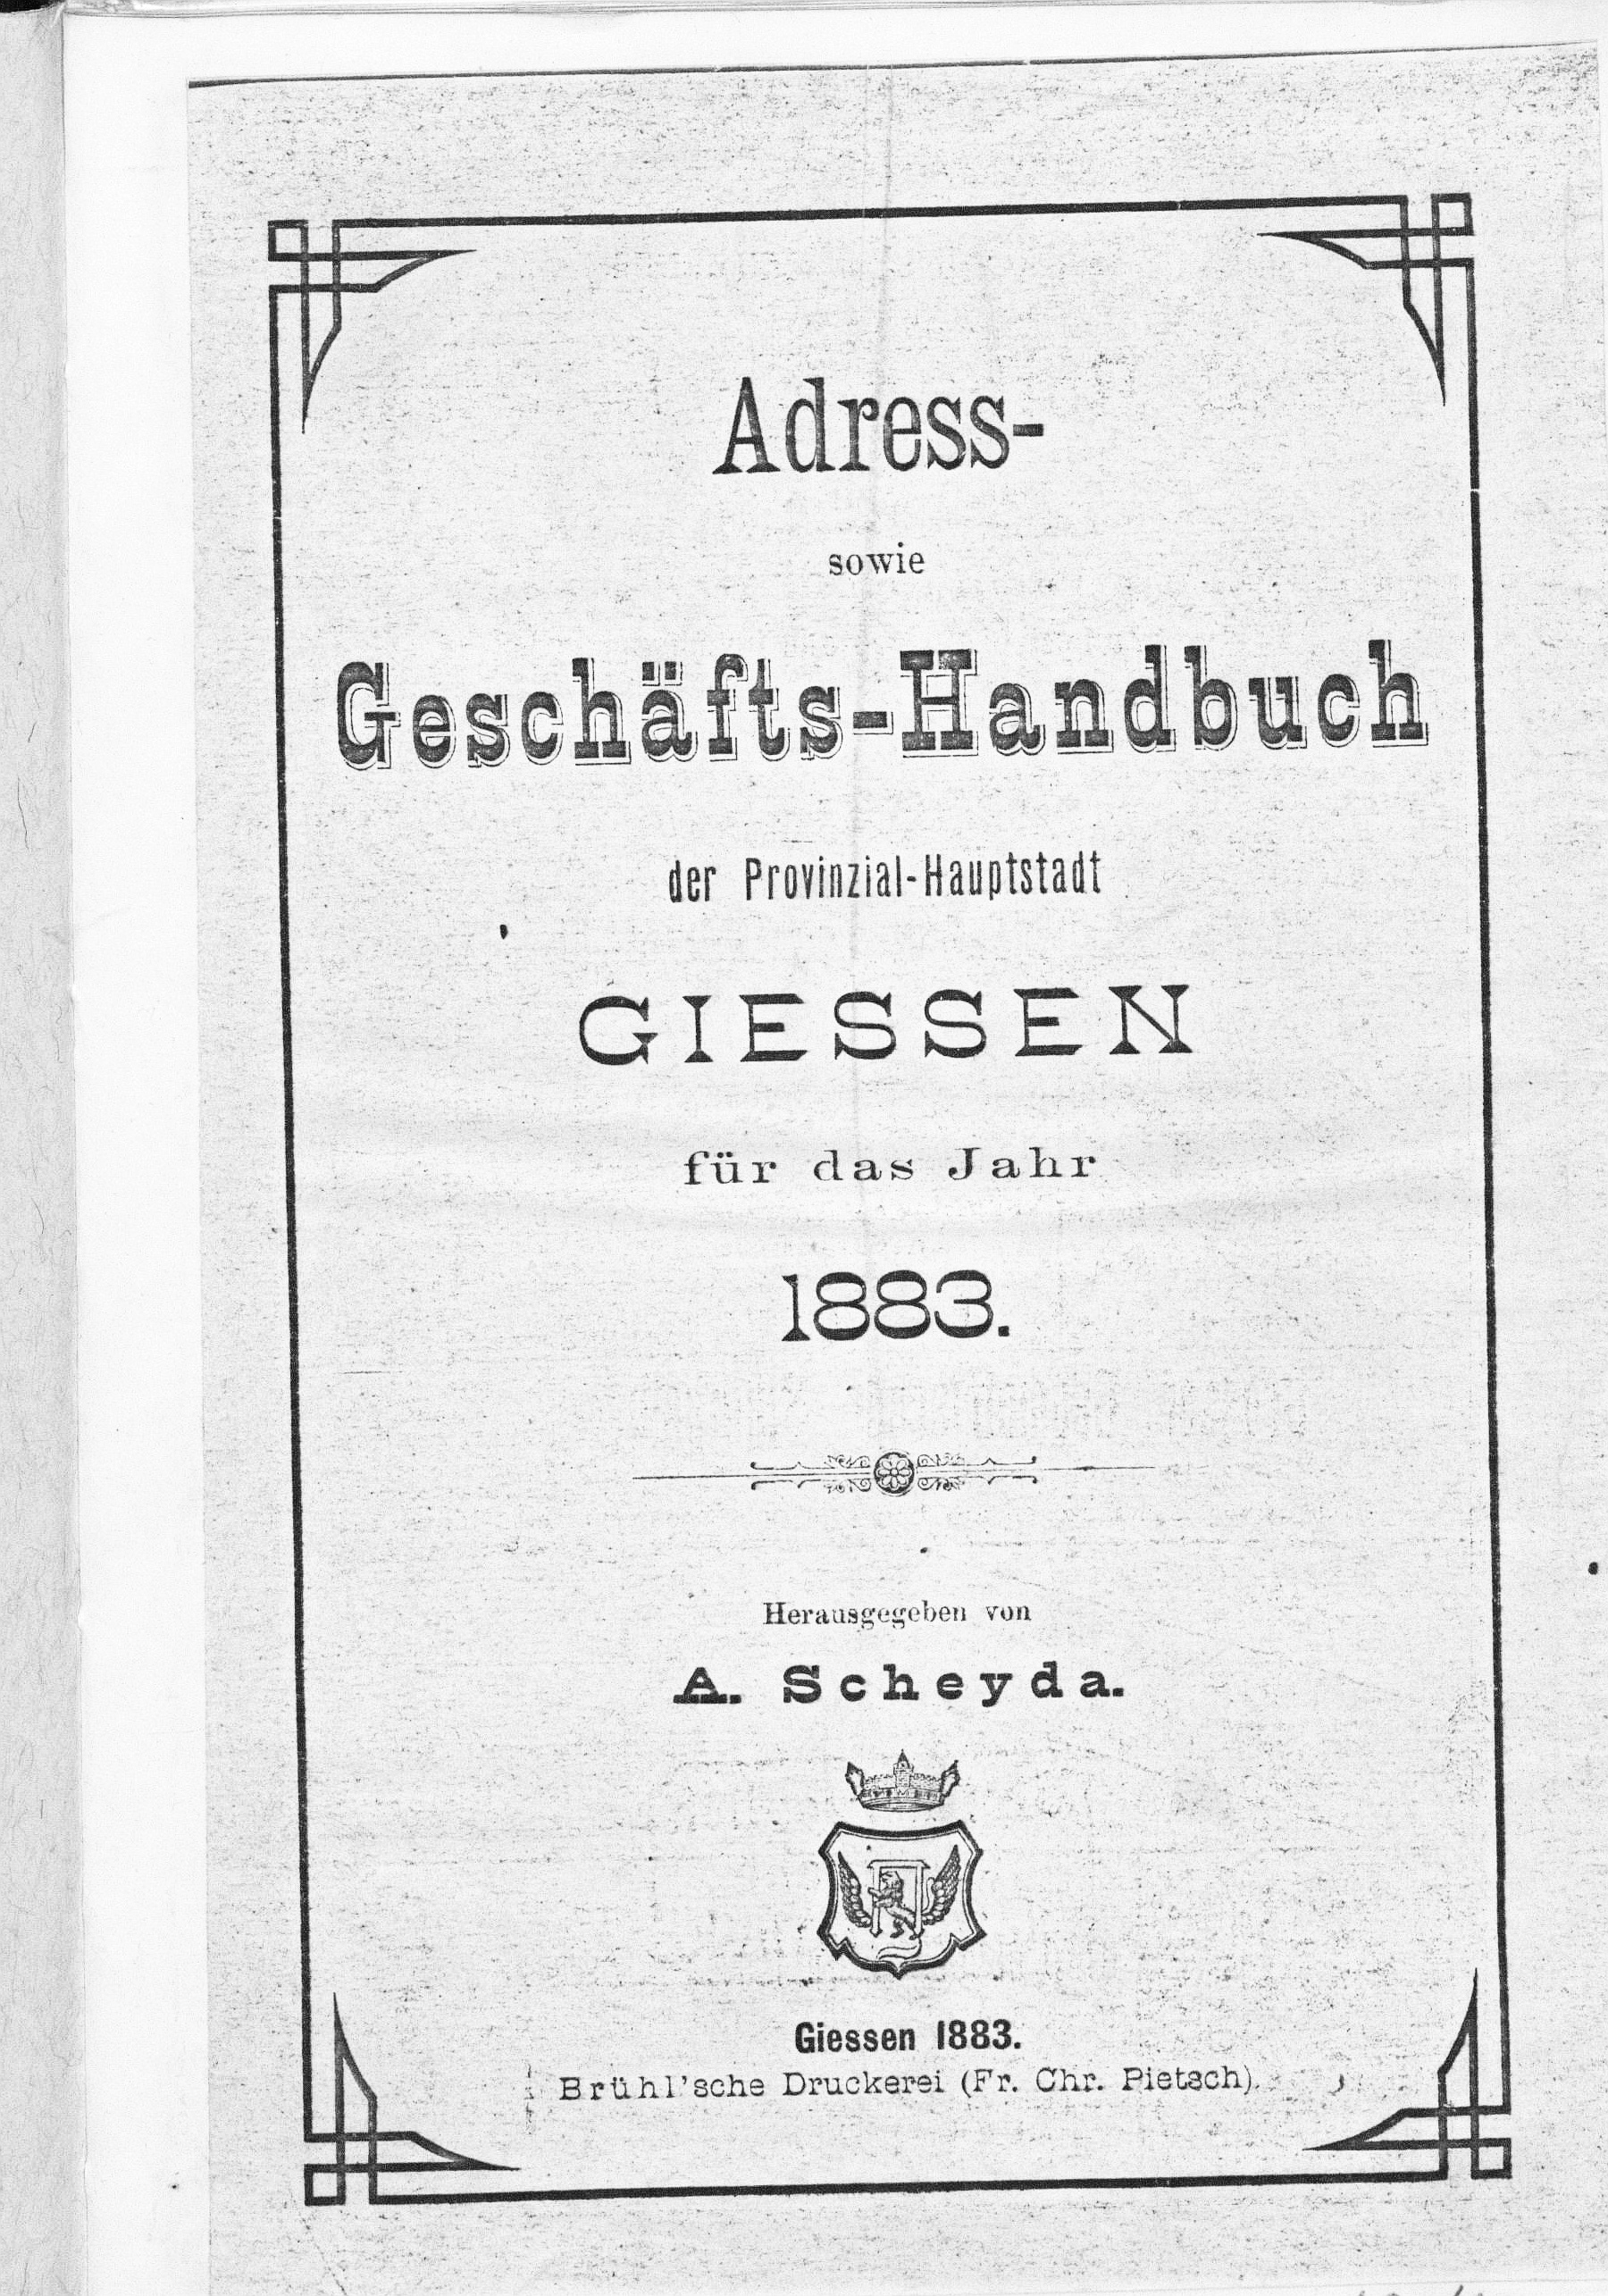 Adress-
sowie
Geschäfts-Handbuch
der Provinzial-Hauptstadt
GIESSEN
für das Jahr
1883.
Herausgegeben von
A. Scheyda.
Giessen 1883.
Brühl'sche Druckerei (Fr. Chr. Pietsch).